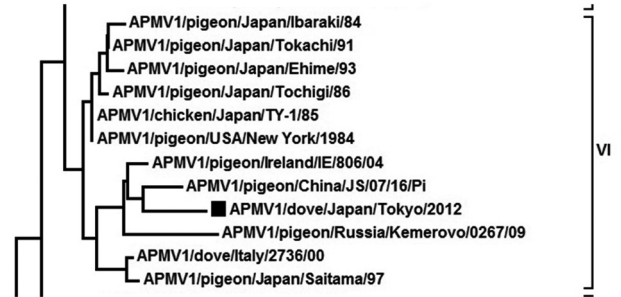 APMV1/pigeon/Japan/Ibaraki/84
APMV1/pigeon/Japan/Tokachi/91
APMV1/pigeon/Japan/Ehime/93
APMV1/pigeon/Japan/Tochigi/86
APMV1/chicken/Japan/TY-1/85
APMV1/pigeon/USA/New York/1984
VI
APMV1/pigeon/Ireland/IE/806/04
APMV1/pigeon/China/JS/07/16/Pi
APMV1/dove/Japan/Tokyo/2012
APMV1/pigeon/Russia/Kemerovo/0267/09
APMV1/dove/Italy/2736/00
APMV1/pigeon/Japan/Saitama/97